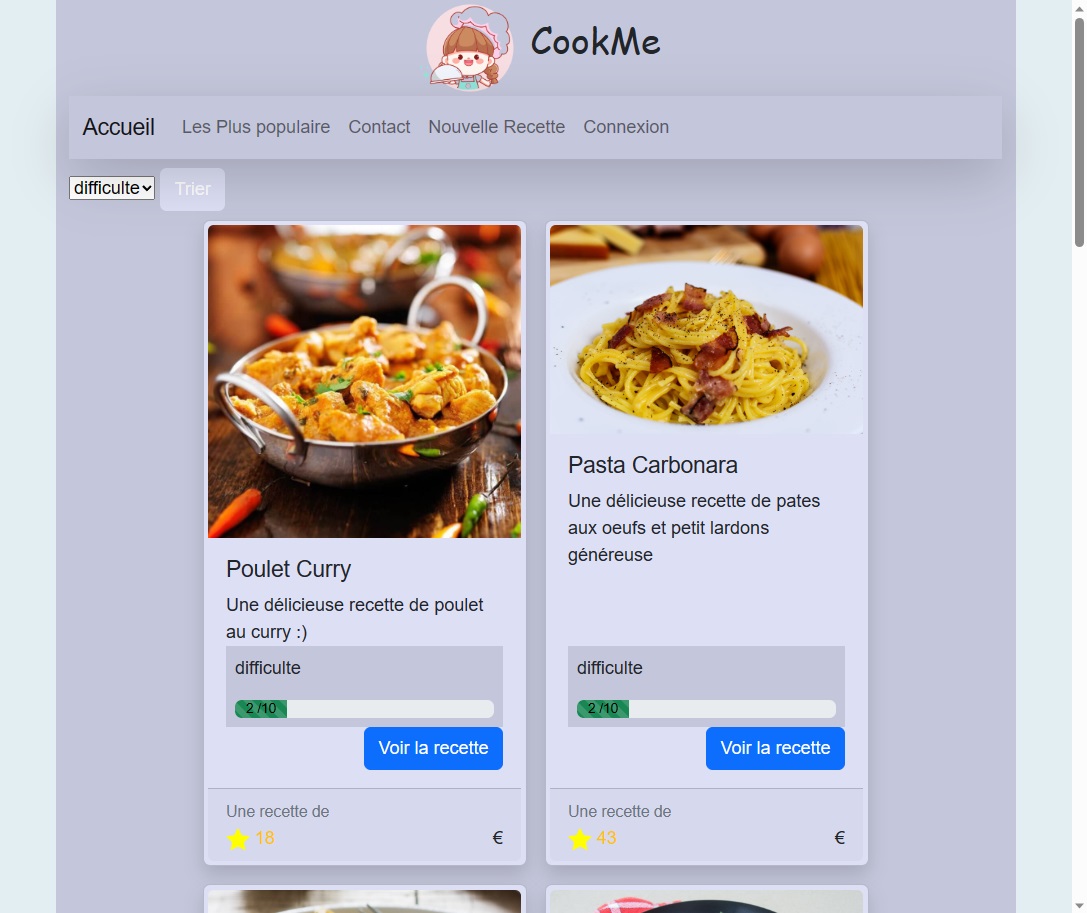 CookMe
Accueil Les Plus populaire Contact Nouvelle Recette Connexion
difficulte Trier
Poulet Curry
Une délicieuse recette de poulet
au curry :)
difficulte
2 /10
Voir la recette
Une recette de
18 €
Pasta Carbonara
Une délicieuse recette de pates
aux oeufs et petit lardons
généreuse
difficulte
2 /10
Voir la recette
Une recette de
43 €